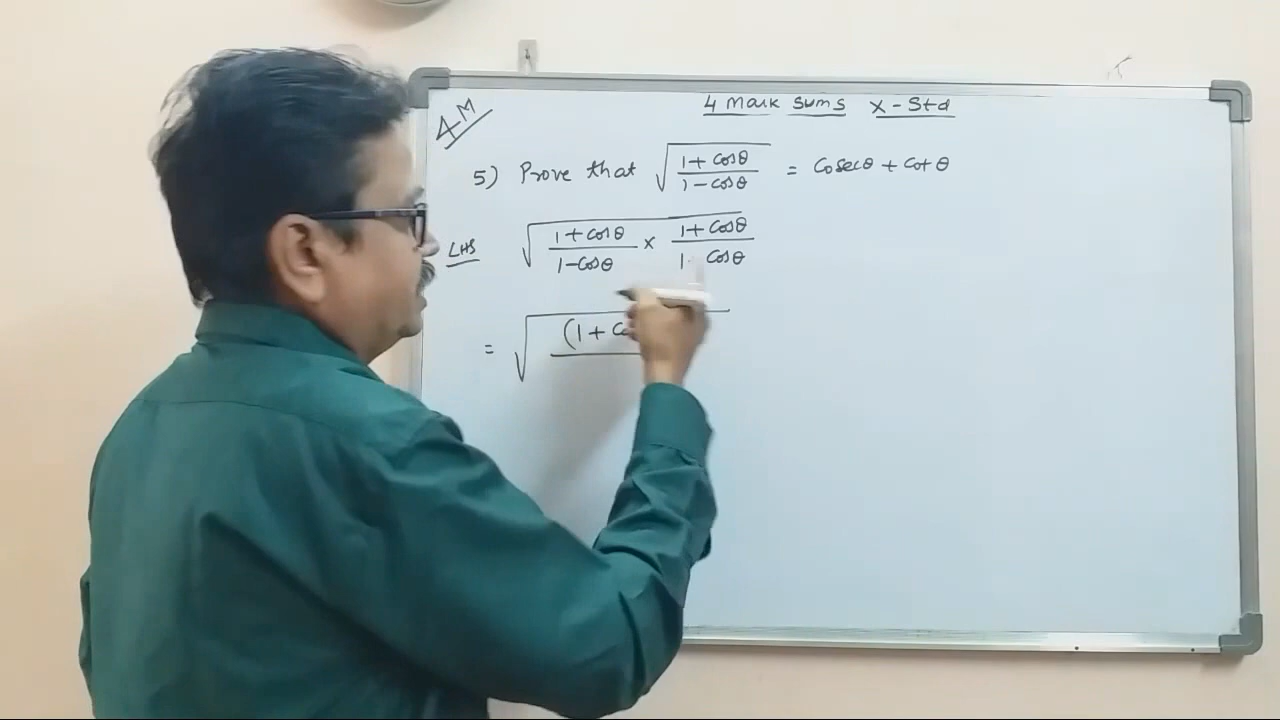 4 Mark Sums X - Std
4M
5) Prove that √(1 + Cosθ / 1 - Cosθ) = Cosecθ + Cot θ
LHS √(1 + Cosθ / 1 - Cosθ × 1 + Cosθ / 1 Cosθ)
= √(1 +